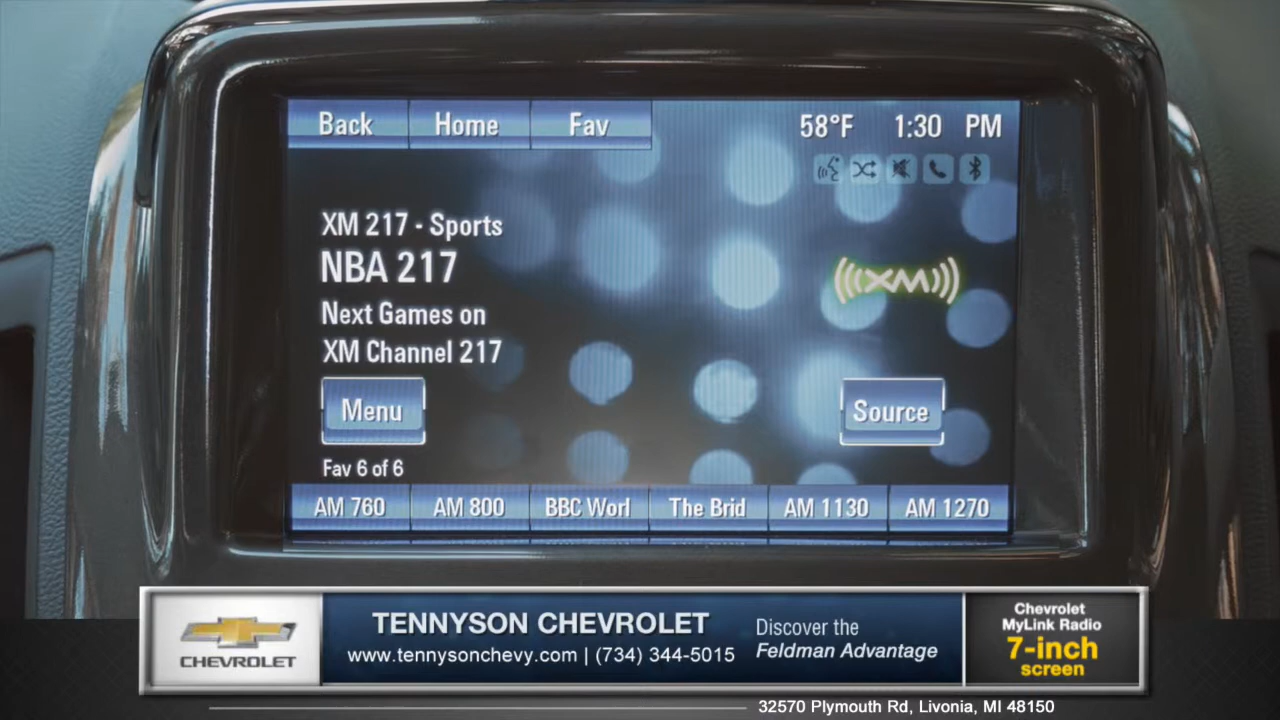 Back Home Fav 58°F 1:30 PM
XM 217 - Sports
NBA 217
Next Games on
XM Channel 217
XM
Menu Source
Fav 6 of 6
AM 760 AM 800 BBC Worl The Brid AM 1130 AM 1270
CHEVROLET
TENNYSON CHEVROLET
www.tennysonchevy.com | (734) 344-5015
Discover the
Feldman Advantage
Chevrolet
MyLink Radio
7-inch
screen
32570 Plymouth Rd, Livonia, MI 48150